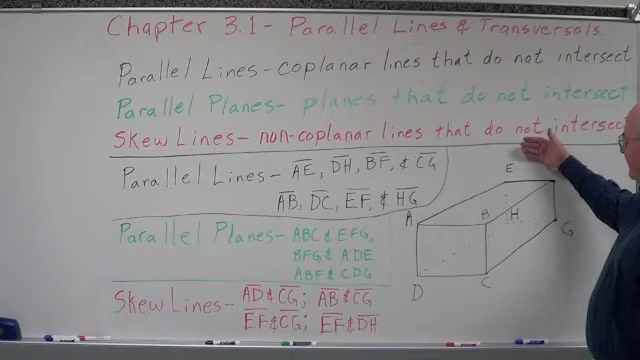 Chapter 3.1- Parallel Lines & Transversals
Parallel Lines-coplanar lines that do not intersect
Parallel Planes- planes that do not intersect
Skew Lines- non-coplanar lines that do not intersec
Parallel Lines- AE, DH, BF, & CG
AB, DC, EF, & HG
Parallel Planes- ABC & EFG,
BFG & ADE
ABF & CDG
Skew Lines- AD & CG; AB & CG
EF & CG; EF & DH
E
A
B
H
G
D
C